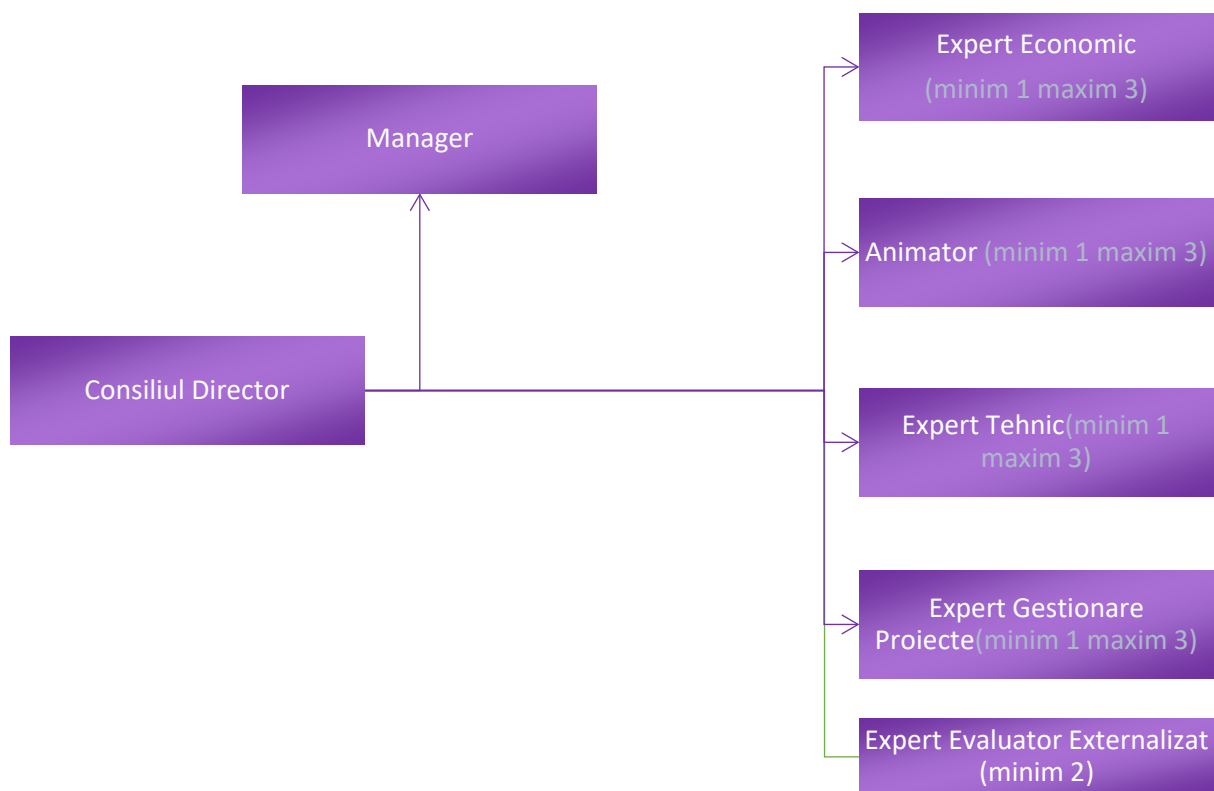 Expert Economic
(minim 1 maxim 3)
Manager
Animator (minim 1 maxim 3)
Consiliul Director
Expert Tehnic(minim 1
maxim 3)
Expert Gestionare
Proiecte(minim 1 maxim 3)
Expert Evaluator Externalizat
(minim 2)